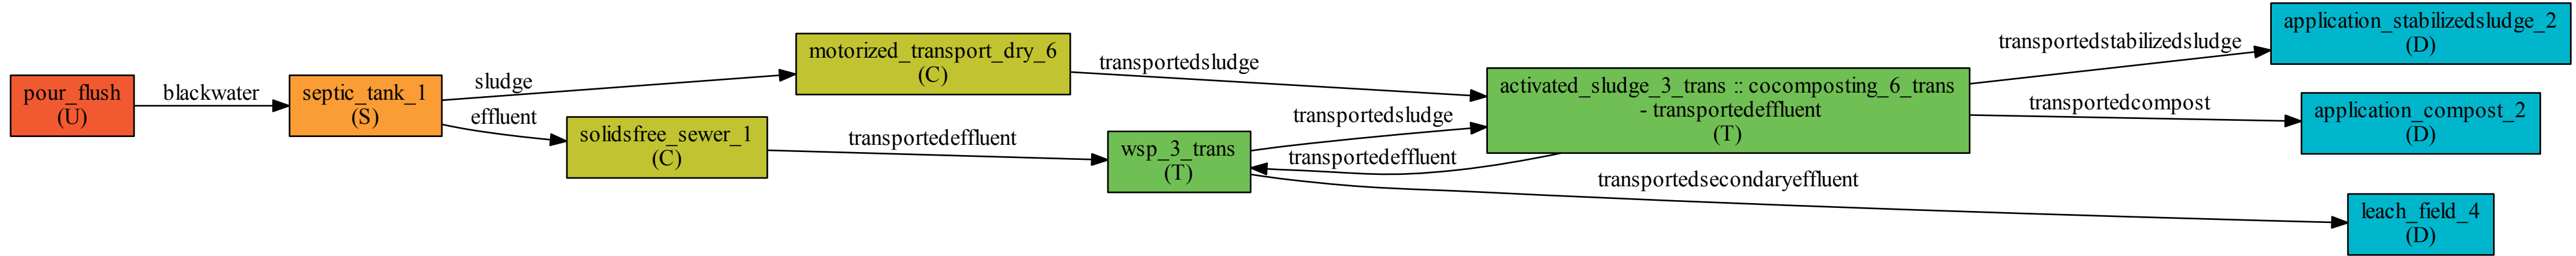 pour_flush
(U)
blackwater
septic_tank_1
(S)
sludge
effluent
motorized_transport_dry_6
(C)
solidsfree_sewer_1
(C)
transportedsludge
transportedeffluent
wsp_3_trans
(T)
transportedsludge
transportedeffluent
activated_sludge_3_trans :: cocomposting_6_trans
- transportedeffluent
(T)
transportedsecondaryeffluent
transportedstabilizedsludge
transportedcompost
application_stabilizedsludge_2
(D)
application_compost_2
(D)
leach_field_4
(D)